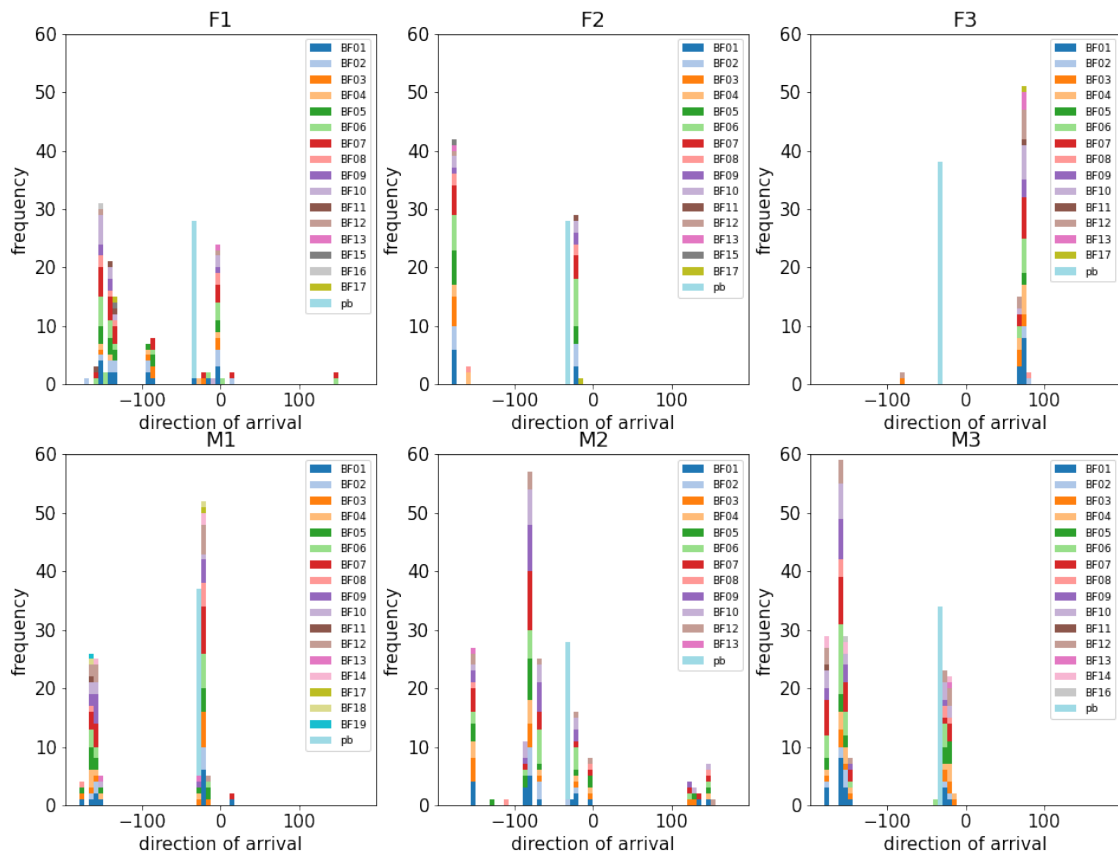 F1
60
50
40
30
20
10
0
frequency
−100 0 100
direction of arrival
BF01
BF02
BF03
BF04
BF05
BF06
BF07
BF08
BF09
BF10
BF11
BF12
BF13
BF15
BF16
BF17
pb
F2
60
50
40
30
20
10
0
frequency
−100 0 100
direction of arrival
BF01
BF02
BF03
BF04
BF05
BF06
BF07
BF08
BF09
BF10
BF11
BF12
BF13
BF15
BF17
pb
F3
60
50
40
30
20
10
0
frequency
−100 0 100
direction of arrival
BF01
BF02
BF03
BF04
BF05
BF06
BF07
BF08
BF09
BF10
BF11
BF12
BF13
BF17
pb
M1
60
50
40
30
20
10
0
frequency
−100 0 100
direction of arrival
BF01
BF02
BF03
BF04
BF05
BF06
BF07
BF08
BF09
BF10
BF11
BF12
BF13
BF14
BF17
BF18
BF19
pb
M2
60
50
40
30
20
10
0
frequency
−100 0 100
direction of arrival
BF01
BF02
BF03
BF04
BF05
BF06
BF07
BF08
BF09
BF10
BF12
BF13
pb
M3
60
50
40
30
20
10
0
frequency
−100 0 100
direction of arrival
BF01
BF02
BF03
BF04
BF05
BF06
BF07
BF08
BF09
BF10
BF11
BF12
BF13
BF14
BF16
pb